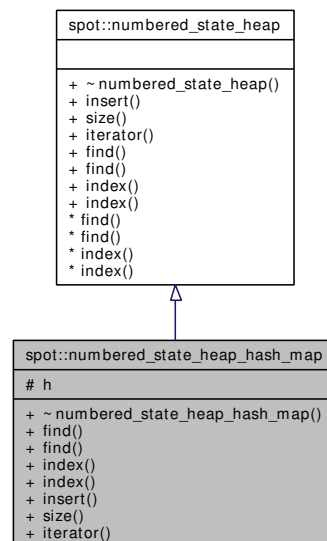 spot::numbered_state_heap
+ ~numbered_state_heap()
+ insert()
+ size()
+ iterator()
+ find()
+ find()
+ index()
+ index()
* find()
* find()
* index()
* index()
spot::numbered_state_heap_hash_map
# h
+ ~numbered_state_heap_hash_map()
+ find()
+ find()
+ index()
+ index()
+ insert()
+ size()
+ iterator()